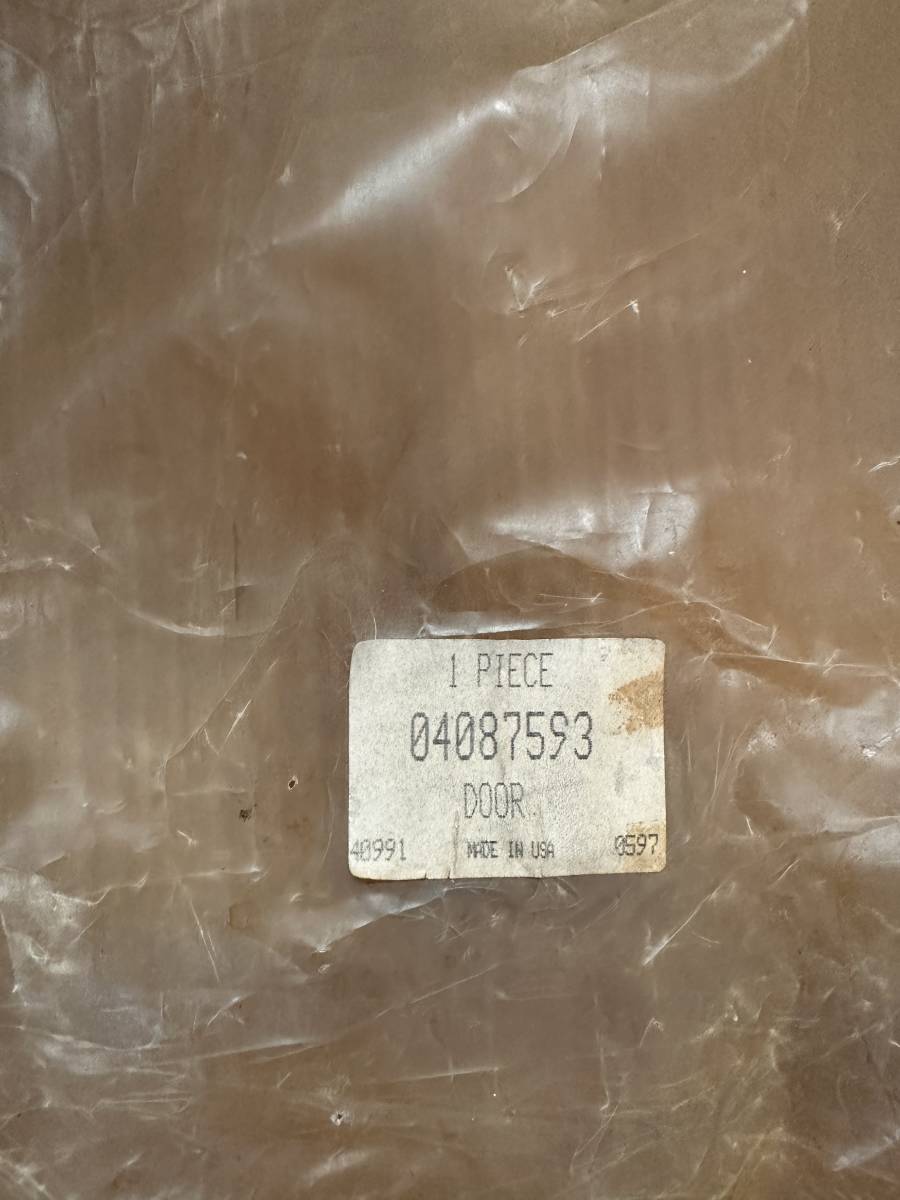 1 PIECE
04087593
DOOR
40991 MADE IN USA 0597